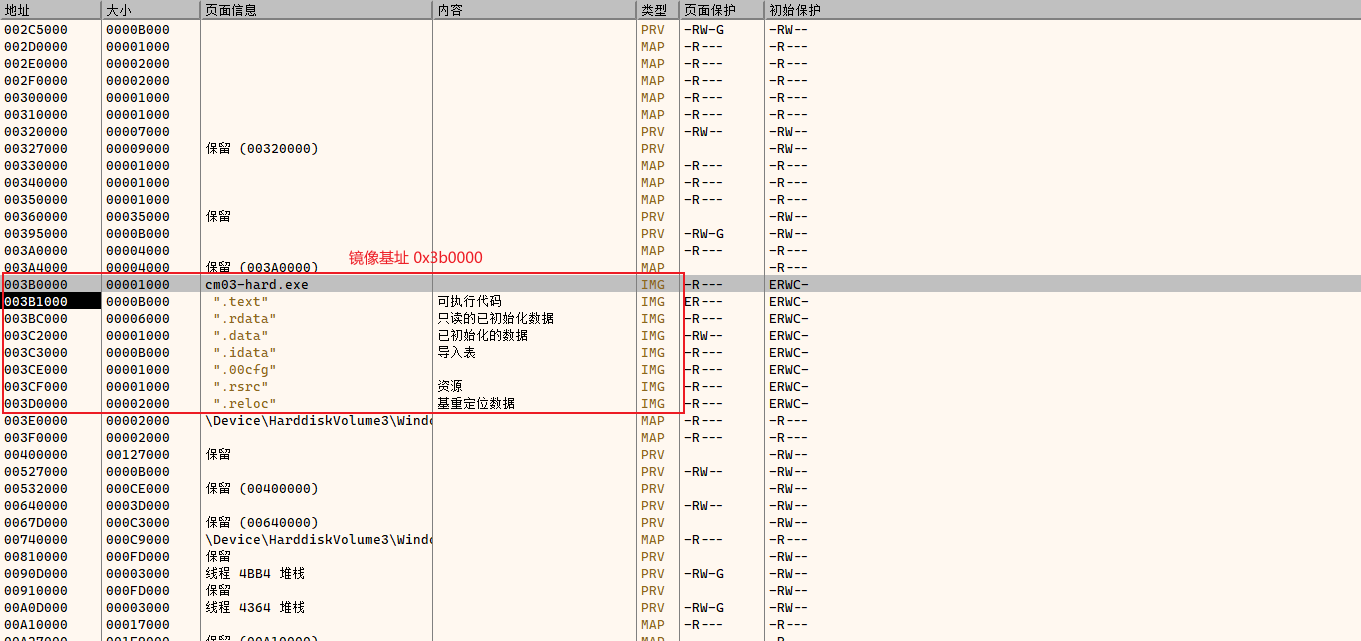 地址 大小 页面信息 内容 类型 页面保护 初始保护
002C5000 0000B000 PRV -RW-G -RW--
002D0000 00001000 MAP -R--- -R---
002E0000 00002000 MAP -R--- -R---
002F0000 00002000 MAP -R--- -R---
00300000 00001000 MAP -R--- -R---
00310000 00001000 MAP -R--- -R---
00320000 00007000 PRV -RW-- -RW--
00327000 00009000 保留 (00320000) PRV -RW--
00330000 00001000 MAP -R--- -R---
00340000 00001000 MAP -R--- -R---
00350000 00001000 MAP -R--- -R---
00360000 00035000 保留 PRV -RW--
00395000 0000B000 PRV -RW-G -RW--
003A0000 00004000 MAP -R--- -R---
镜像基址 0x3b0000
003A4000 00004000 保留 (003A0000) MAP -R---
003B0000 00001000 cm03-hard.exe IMG -R--- ERWC-
003B1000 0000B000 ".text" 可执行代码 IMG ER--- ERWC-
003BC000 00006000 ".rdata" 只读的已初始化数据 IMG -R--- ERWC-
003C2000 00001000 ".data" 已初始化的数据 IMG -RW-- ERWC-
003C3000 0000B000 ".idata" 导入表 IMG -R--- ERWC-
003CE000 00001000 ".00cfg" IMG -R--- ERWC-
003CF000 00001000 ".rsrc" 资源 IMG -R--- ERWC-
003D0000 00002000 ".reloc" 基重定位数据 IMG -R--- ERWC-
003E0000 00002000 \Device\HarddiskVolume3\Windo MAP -R--- -R---
003F0000 00002000 MAP -R--- -R---
00400000 00127000 保留 PRV -RW--
00527000 0000B000 PRV -RW-- -RW--
00532000 000CE000 保留 (00400000) PRV -RW--
00640000 0003D000 PRV -RW-- -RW--
0067D000 000C3000 保留 (00640000) PRV -RW--
00740000 000C9000 \Device\HarddiskVolume3\Windo MAP -R--- -R---
00810000 000FD000 保留 PRV -RW--
0090D000 00003000 线程 4BB4 堆栈 PRV -RW-G -RW--
00910000 000FD000 保留 PRV -RW--
00A0D000 00003000 线程 4364 堆栈 PRV -RW-G -RW--
00A10000 00017000 MAP -R--- -R---